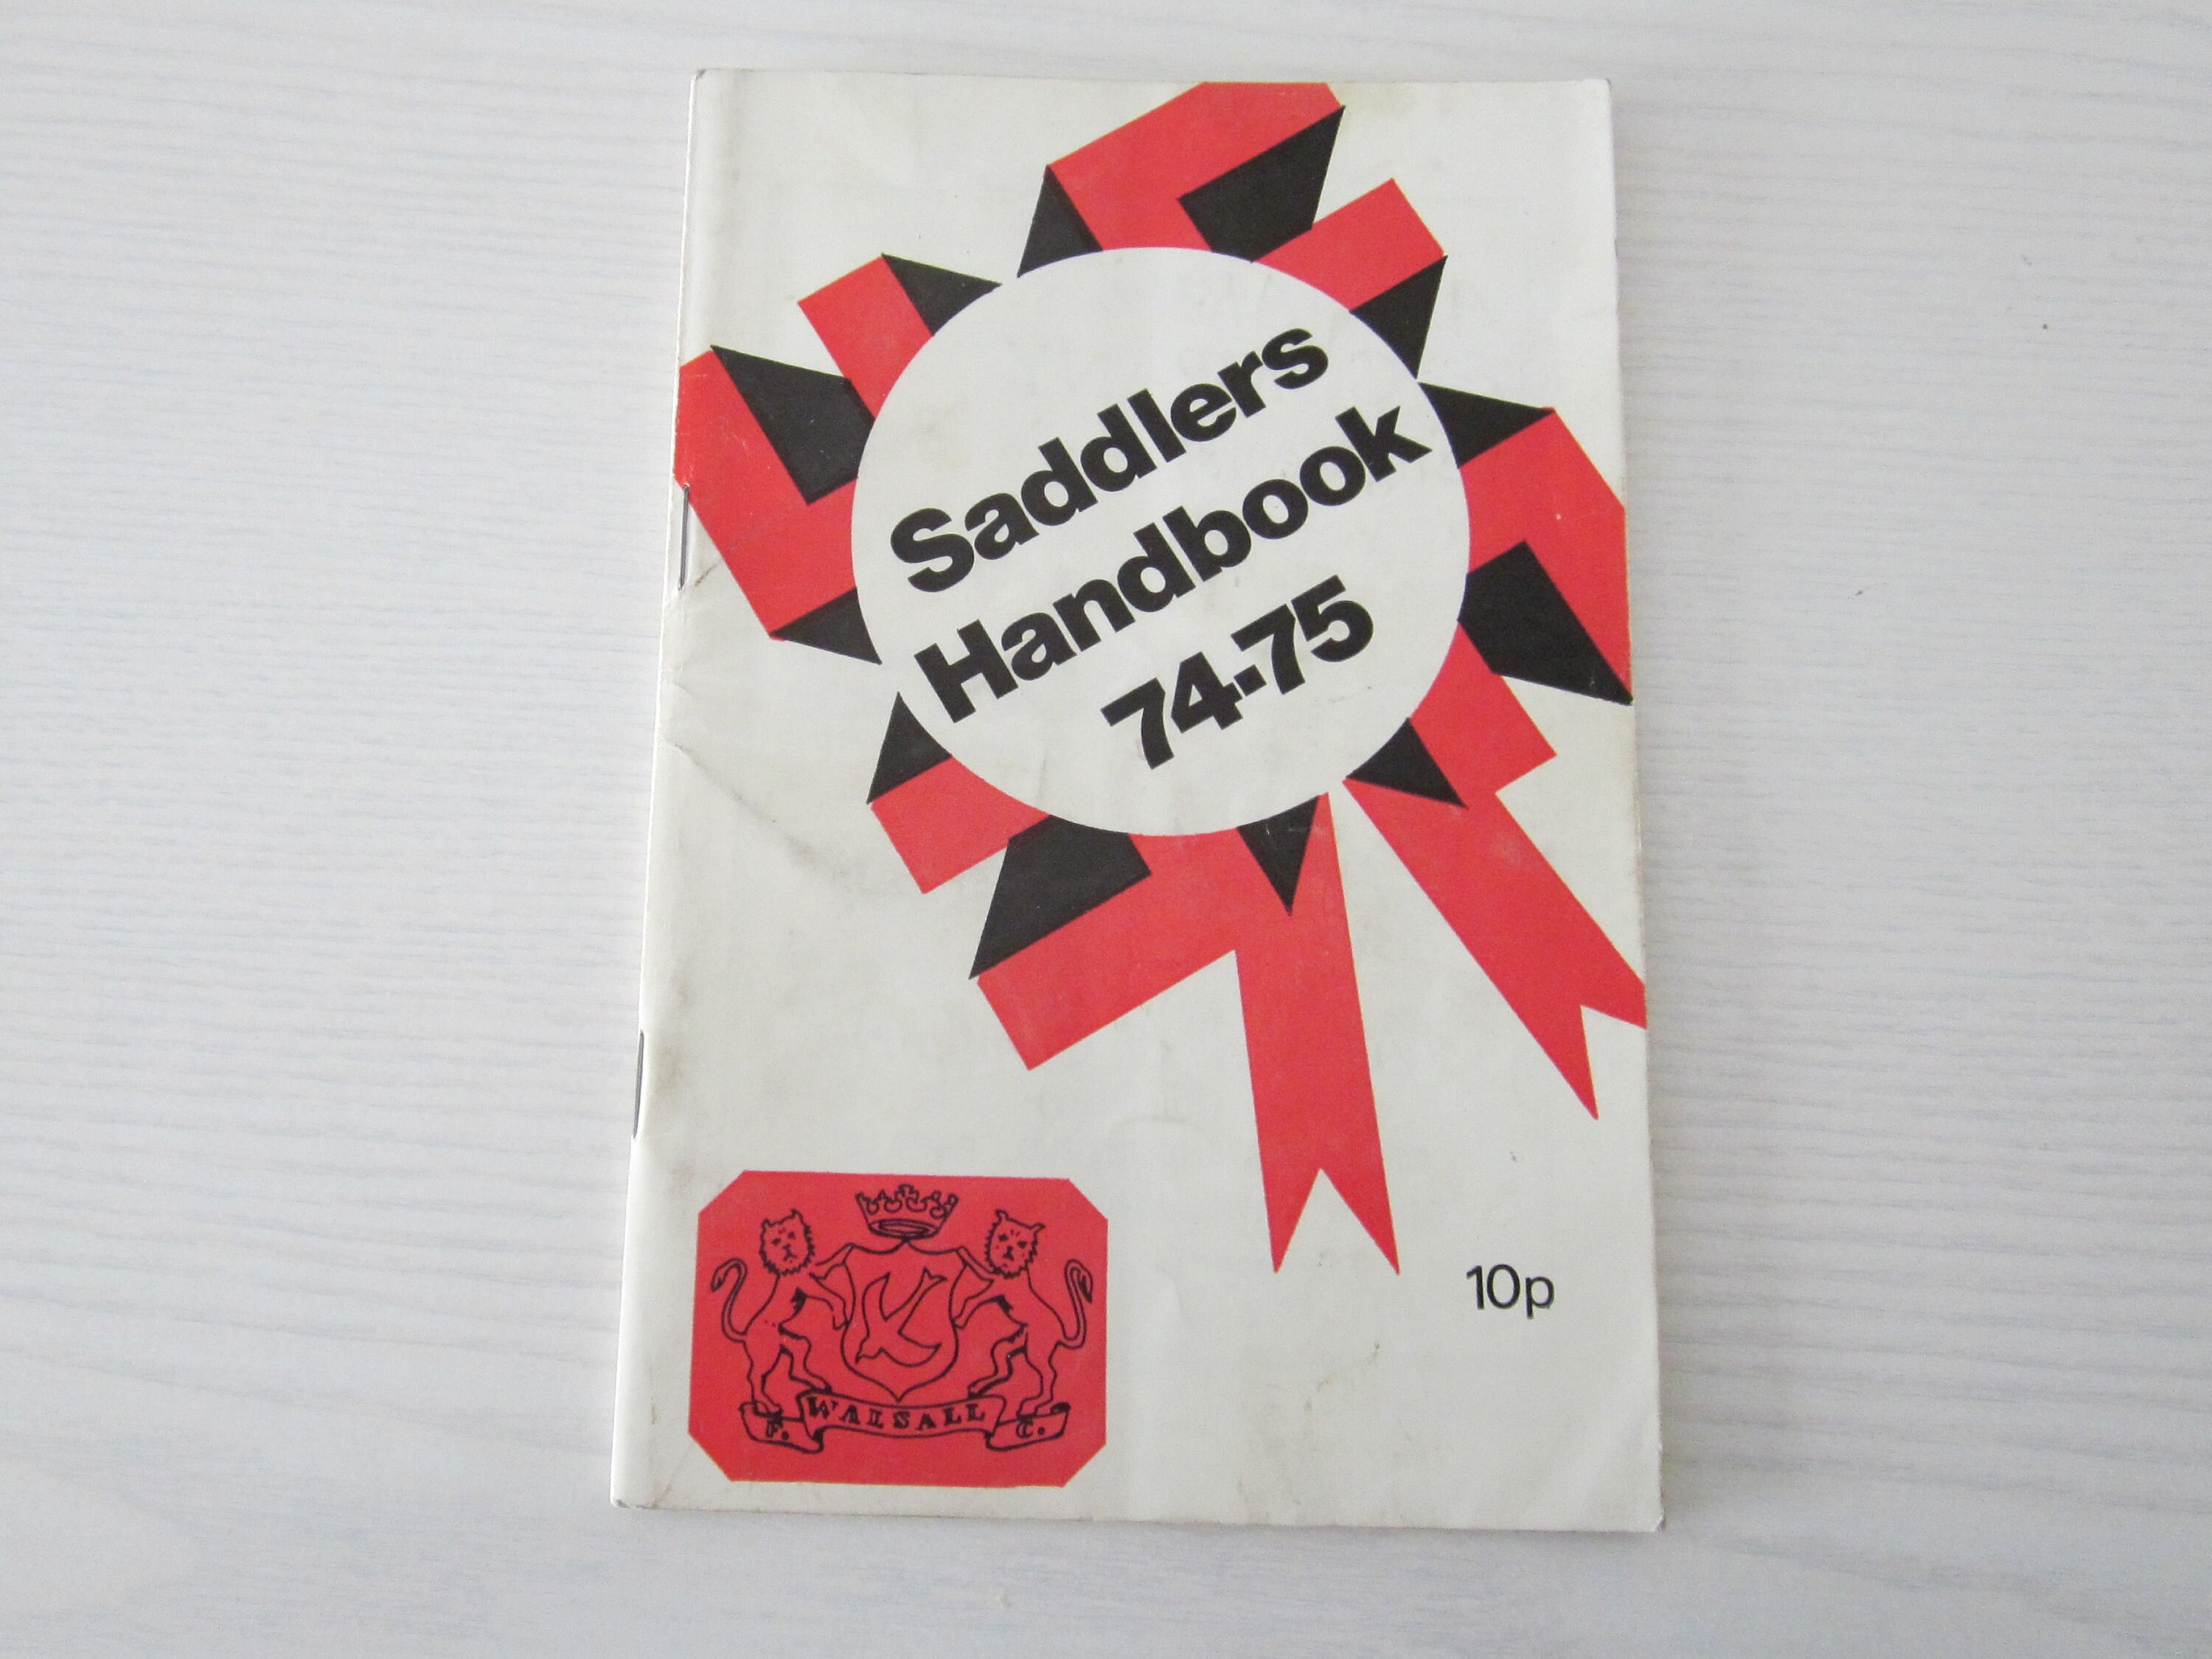 Saddlers
Handbook
74-75
10p
F. WALSALL C.